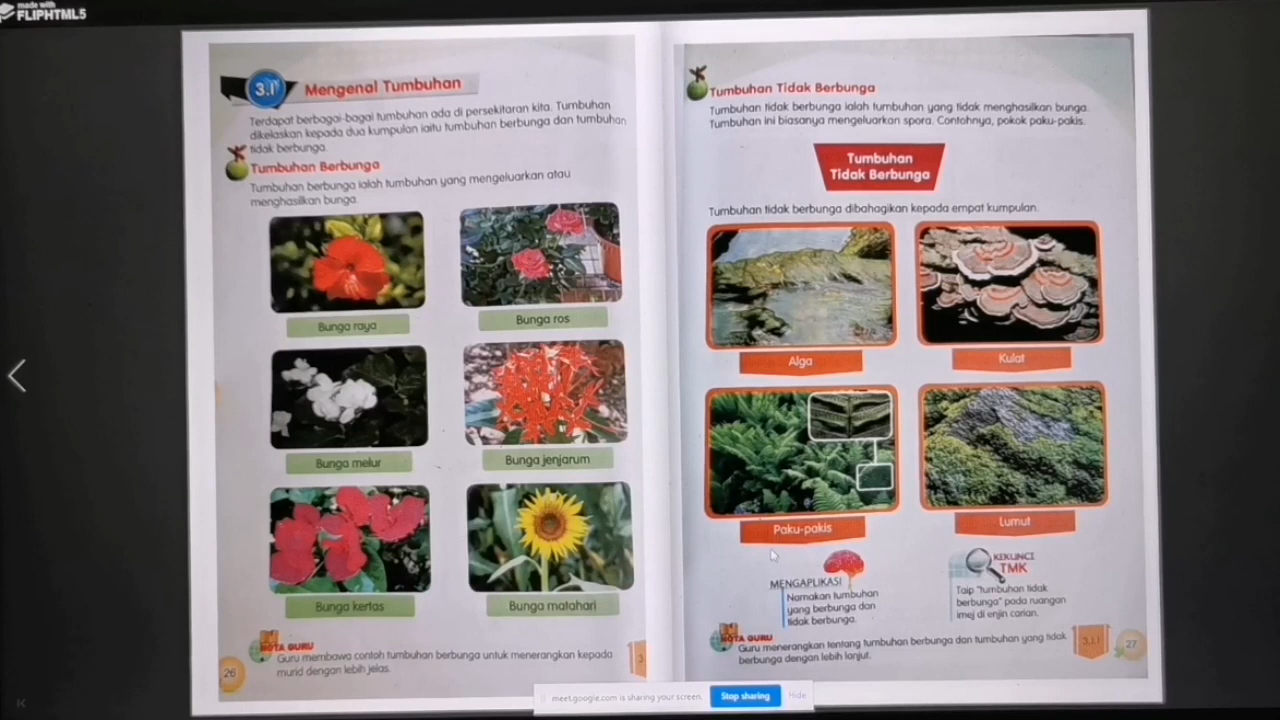 made with
FLIPHTML5
3.1
Mengenal Tumbuhan
Terdapat berbagai-bagai tumbuhan ada di persekitaran kita. Tumbuhan
dikelaskan kepada dua kumpulan iaitu tumbuhan berbunga dan tumbuhan
tidak berbunga.
Tumbuhan Berbunga
Tumbuhan berbunga ialah tumbuhan yang mengeluarkan atau
menghasilkan bunga.
Bunga raya
Bunga ros
Bunga melur
Bunga jenjarum
Bunga kertas
Bunga matahari
NOTA GURU
Guru membawa contoh tumbuhan berbunga untuk menerangkan kepada
murid dengan lebih jelas.
26
3.
Tumbuhan Tidak Berbunga
Tumbuhan tidak berbunga ialah tumbuhan yang tidak menghasilkan bunga.
Tumbuhan ini biasanya mengeluarkan spora. Contohnya, pokok paku-pakis.
Tumbuhan
Tidak Berbunga
Tumbuhan tidak berbunga dibahagikan kepada empat kumpulan.
Alga
Kulat
Paku-pakis
Lumut
MENGAPLIKASI
Namakan tumbuhan
yang berbunga dan
tidak berbunga.
KEKUNCI
TMK
Taip "tumbuhan tidak
berbunga" pada ruangan
imej di enjin carian.
NOTA GURU
Guru menerangkan tentang tumbuhan berbunga dan tumbuhan yang tidak
berbunga dengan lebih lanjut.
3.1.1
27
meet.google.com is sharing your screen.
Stop sharing
Hide